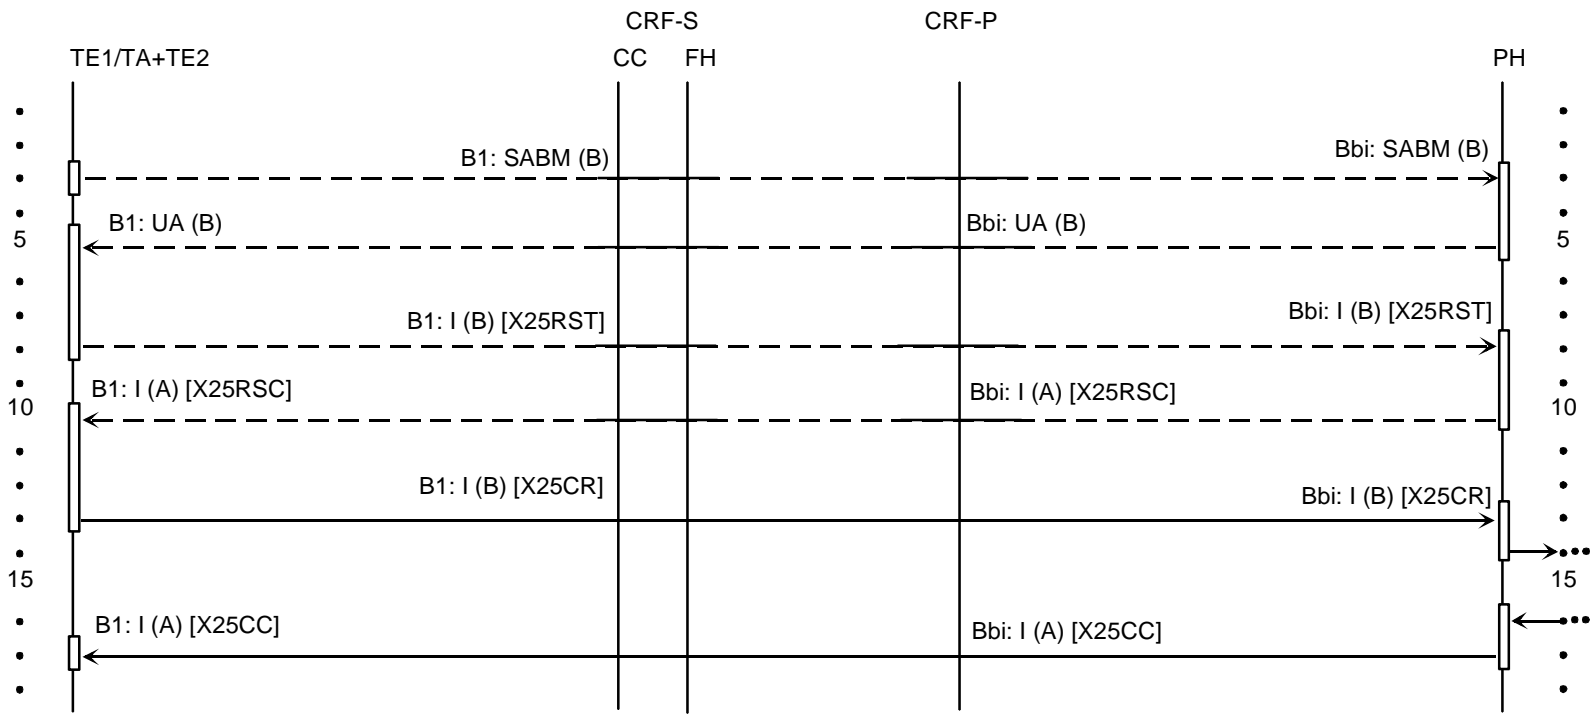 CRF-S CRF-P
TE1/TA+TE2 CC FH PH
B1: SABM (B) Bbi: SABM (B)
B1: UA (B) Bbi: UA (B)
5 5
B1: I (B) [X25RST] Bbi: I (B) [X25RST]
B1: I (A) [X25RSC] Bbi: I (A) [X25RSC]
10 10
B1: I (B) [X25CR] Bbi: I (B) [X25CR]
15 15
B1: I (A) [X25CC] Bbi: I (A) [X25CC]